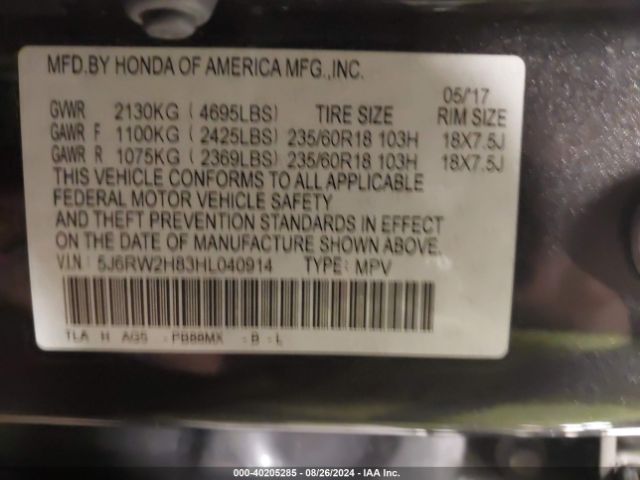 MFD.BY HONDA OF AMERICA MFG.,INC.
05/'17
GVWR 2130KG ( 4695LBS) TIRE SIZE RIM SIZE
GAWR F 1100KG ( 2425LBS) 235/60R18 103H 18X7.5J
GAWR R 1075KG ( 2369LBS) 235/60R18 103H 18X7.5J
THIS VEHICLE CONFORMS TO ALL APPLICABLE
FEDERAL MOTOR VEHICLE SAFETY
AND THEFT PREVENTION STANDARDS IN EFFECT
ON THE DATE OF MANUFACTURE SHOWN ABOVE.
V.I.N : 5J6RW2H83HL040914 TYPE: MPV
TLA H AGS B L
000-40205285 - 08/26/2024 - IAA Inc.